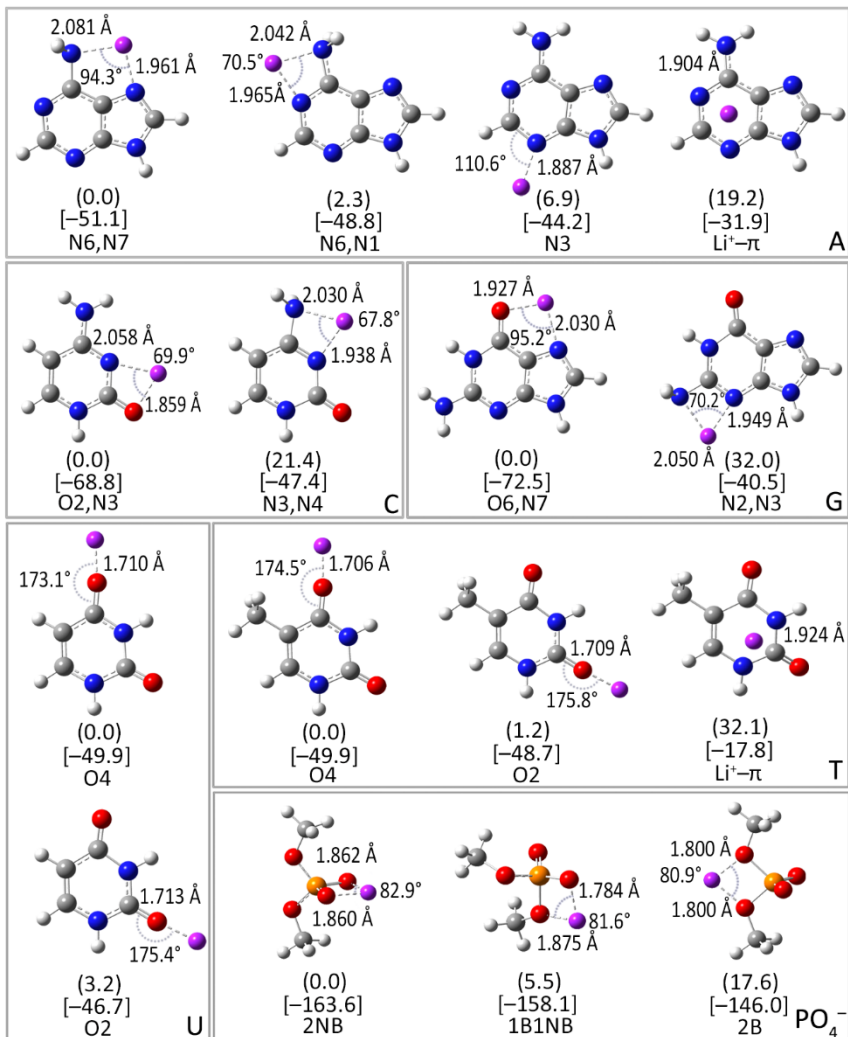 2.081 Å
94.3°
1.961 Å
(0.0)
[−51.1]
N6,N7
2.042 Å
70.5°
1.965Å
(2.3)
[−48.8]
N6,N1
110.6°
1.887 Å
(6.9)
[−44.2]
N3
1.904 Å
(19.2)
[−31.9]
Li⁺−π
A
2.058 Å
69.9°
1.859 Å
(0.0)
[−68.8]
O2,N3
2.030 Å
67.8°
1.938 Å
(21.4)
[−47.4]
N3,N4
C
1.927 Å
95.2°
2.030 Å
(0.0)
[−72.5]
O6,N7
70.2°
1.949 Å
2.050 Å
(32.0)
[−40.5]
N2,N3
G
173.1°
1.710 Å
(0.0)
[−49.9]
O4
1.713 Å
175.4°
(3.2)
[−46.7]
O2
U
174.5°
1.706 Å
(0.0)
[−49.9]
O4
1.709 Å
175.8°
(1.2)
[−48.7]
O2
1.924 Å
(32.1)
[−17.8]
Li⁺−π
T
1.862 Å
82.9°
1.860 Å
(0.0)
[−163.6]
2NB
1.784 Å
81.6°
1.875 Å
(5.5)
[−158.1]
1B1NB
1.800 Å
80.9°
1.800 Å
(17.6)
[−146.0]
2B
PO₄⁻